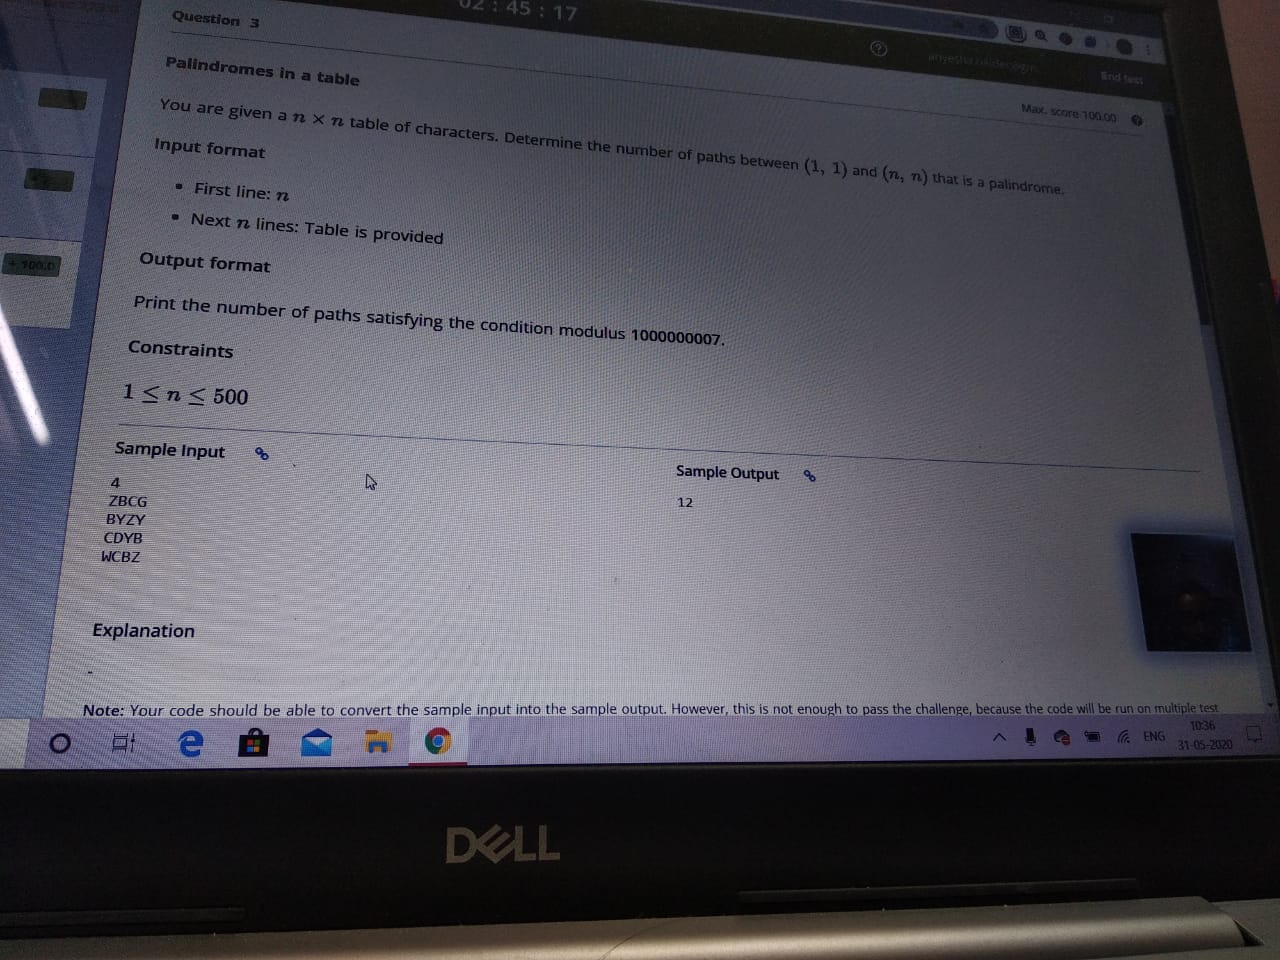 02 : 45 : 17
Question 3
End test
Max. score 100.00
Palindromes in a table
You are given a n × n table of characters. Determine the number of paths between (1, 1) and (n, n) that is a palindrome.
Input format
▪ First line: n
▪ Next n lines: Table is provided
+ 100.0
Output format
Print the number of paths satisfying the condition modulus 1000000007.
Constraints
1 ≤ n ≤ 500
Sample Input
4
ZBCG
BYZY
CDYB
WCBZ
Sample Output
12
Explanation
-
Note: Your code should be able to convert the sample input into the sample output. However, this is not enough to pass the challenge, because the code will be run on multiple test
ENG
10:36
31-05-2020
DELL